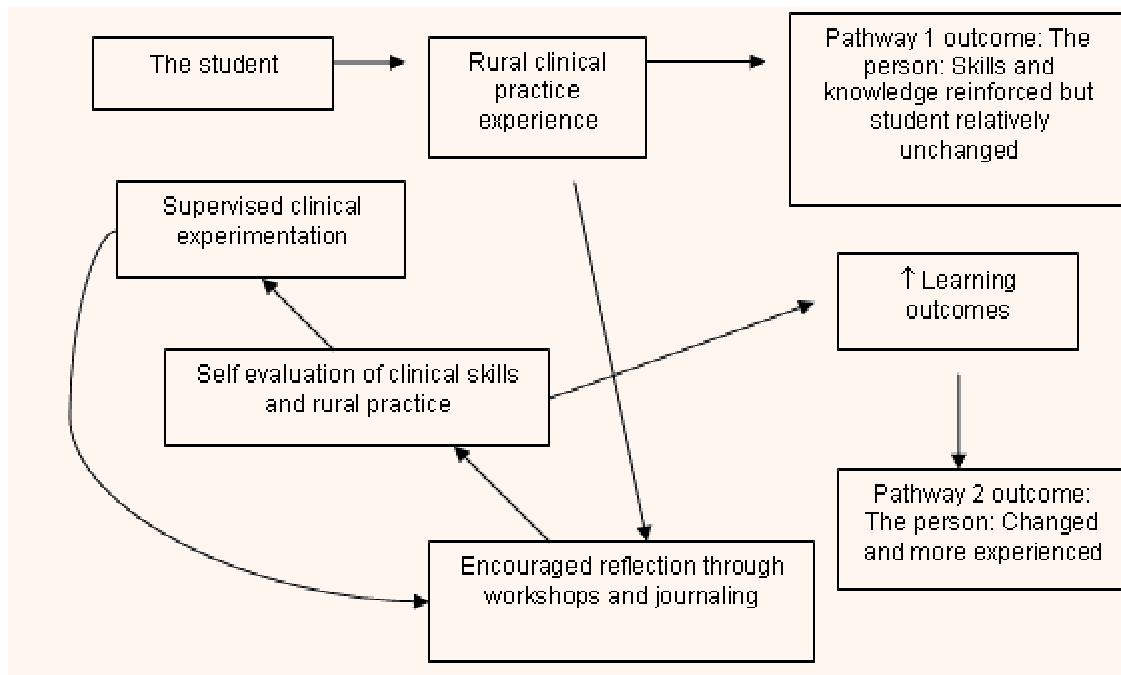 The student
Rural clinical
practice
experience
Pathway 1 outcome: The
person: Skills and
knowledge reinforced but
student relatively
unchanged
Supervised clinical
experimentation
↑ Learning
outcomes
Self evaluation of clinical skills
and rural practice
Pathway 2 outcome:
The person: Changed
and more experienced
Encouraged reflection through
workshops and journaling